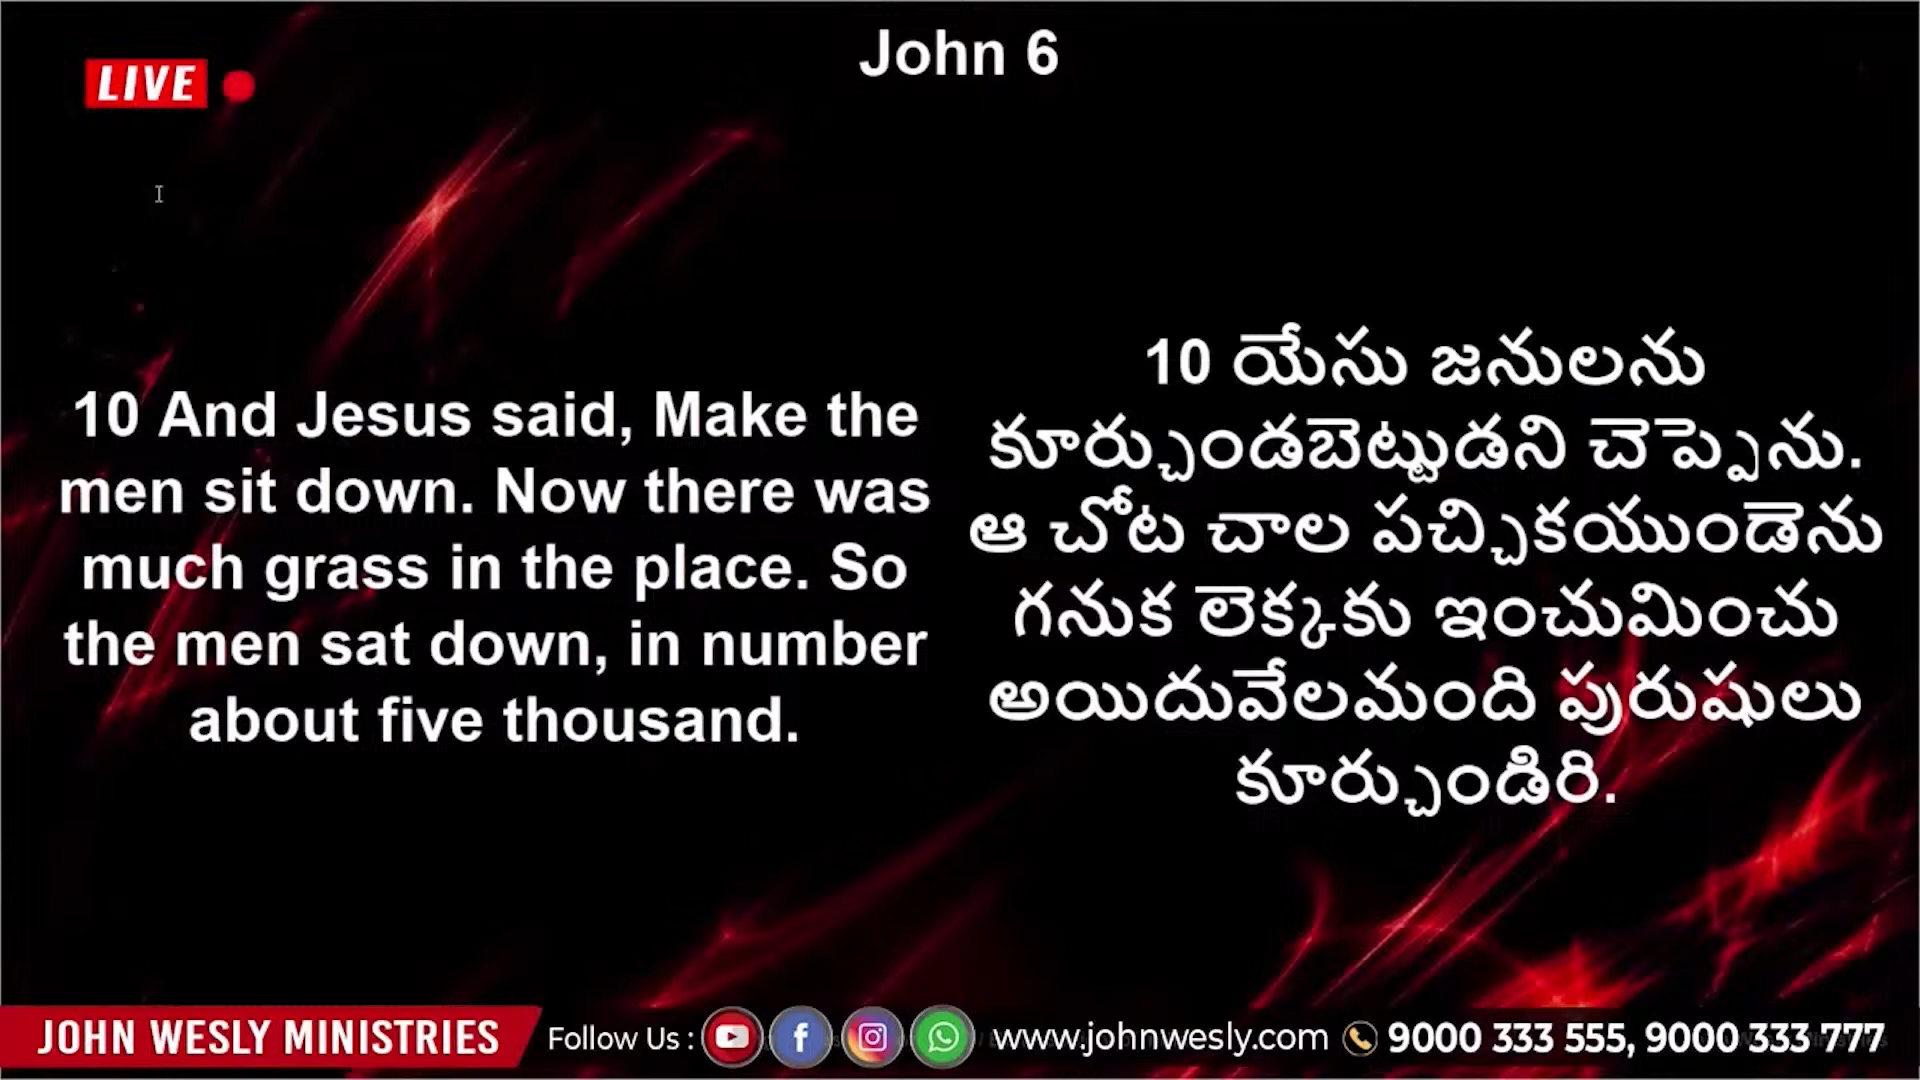 John 6
LIVE
10 And Jesus said, Make the
men sit down. Now there was
much grass in the place. So
the men sat down, in number
about five thousand.
10 యేసు జనులను
కూర్చుండబెట్టుడని చెప్పెను.
ఆ చోట చాల పచ్చికయుండెను
గనుక లెక్కకు ఇంచుమించు
అయిదువేలమంది పురుషులు
కూర్చుండిరి.
JOHN WESLY MINISTRIES Follow Us : www.johnwesly.com 9000 333 555, 9000 333 777